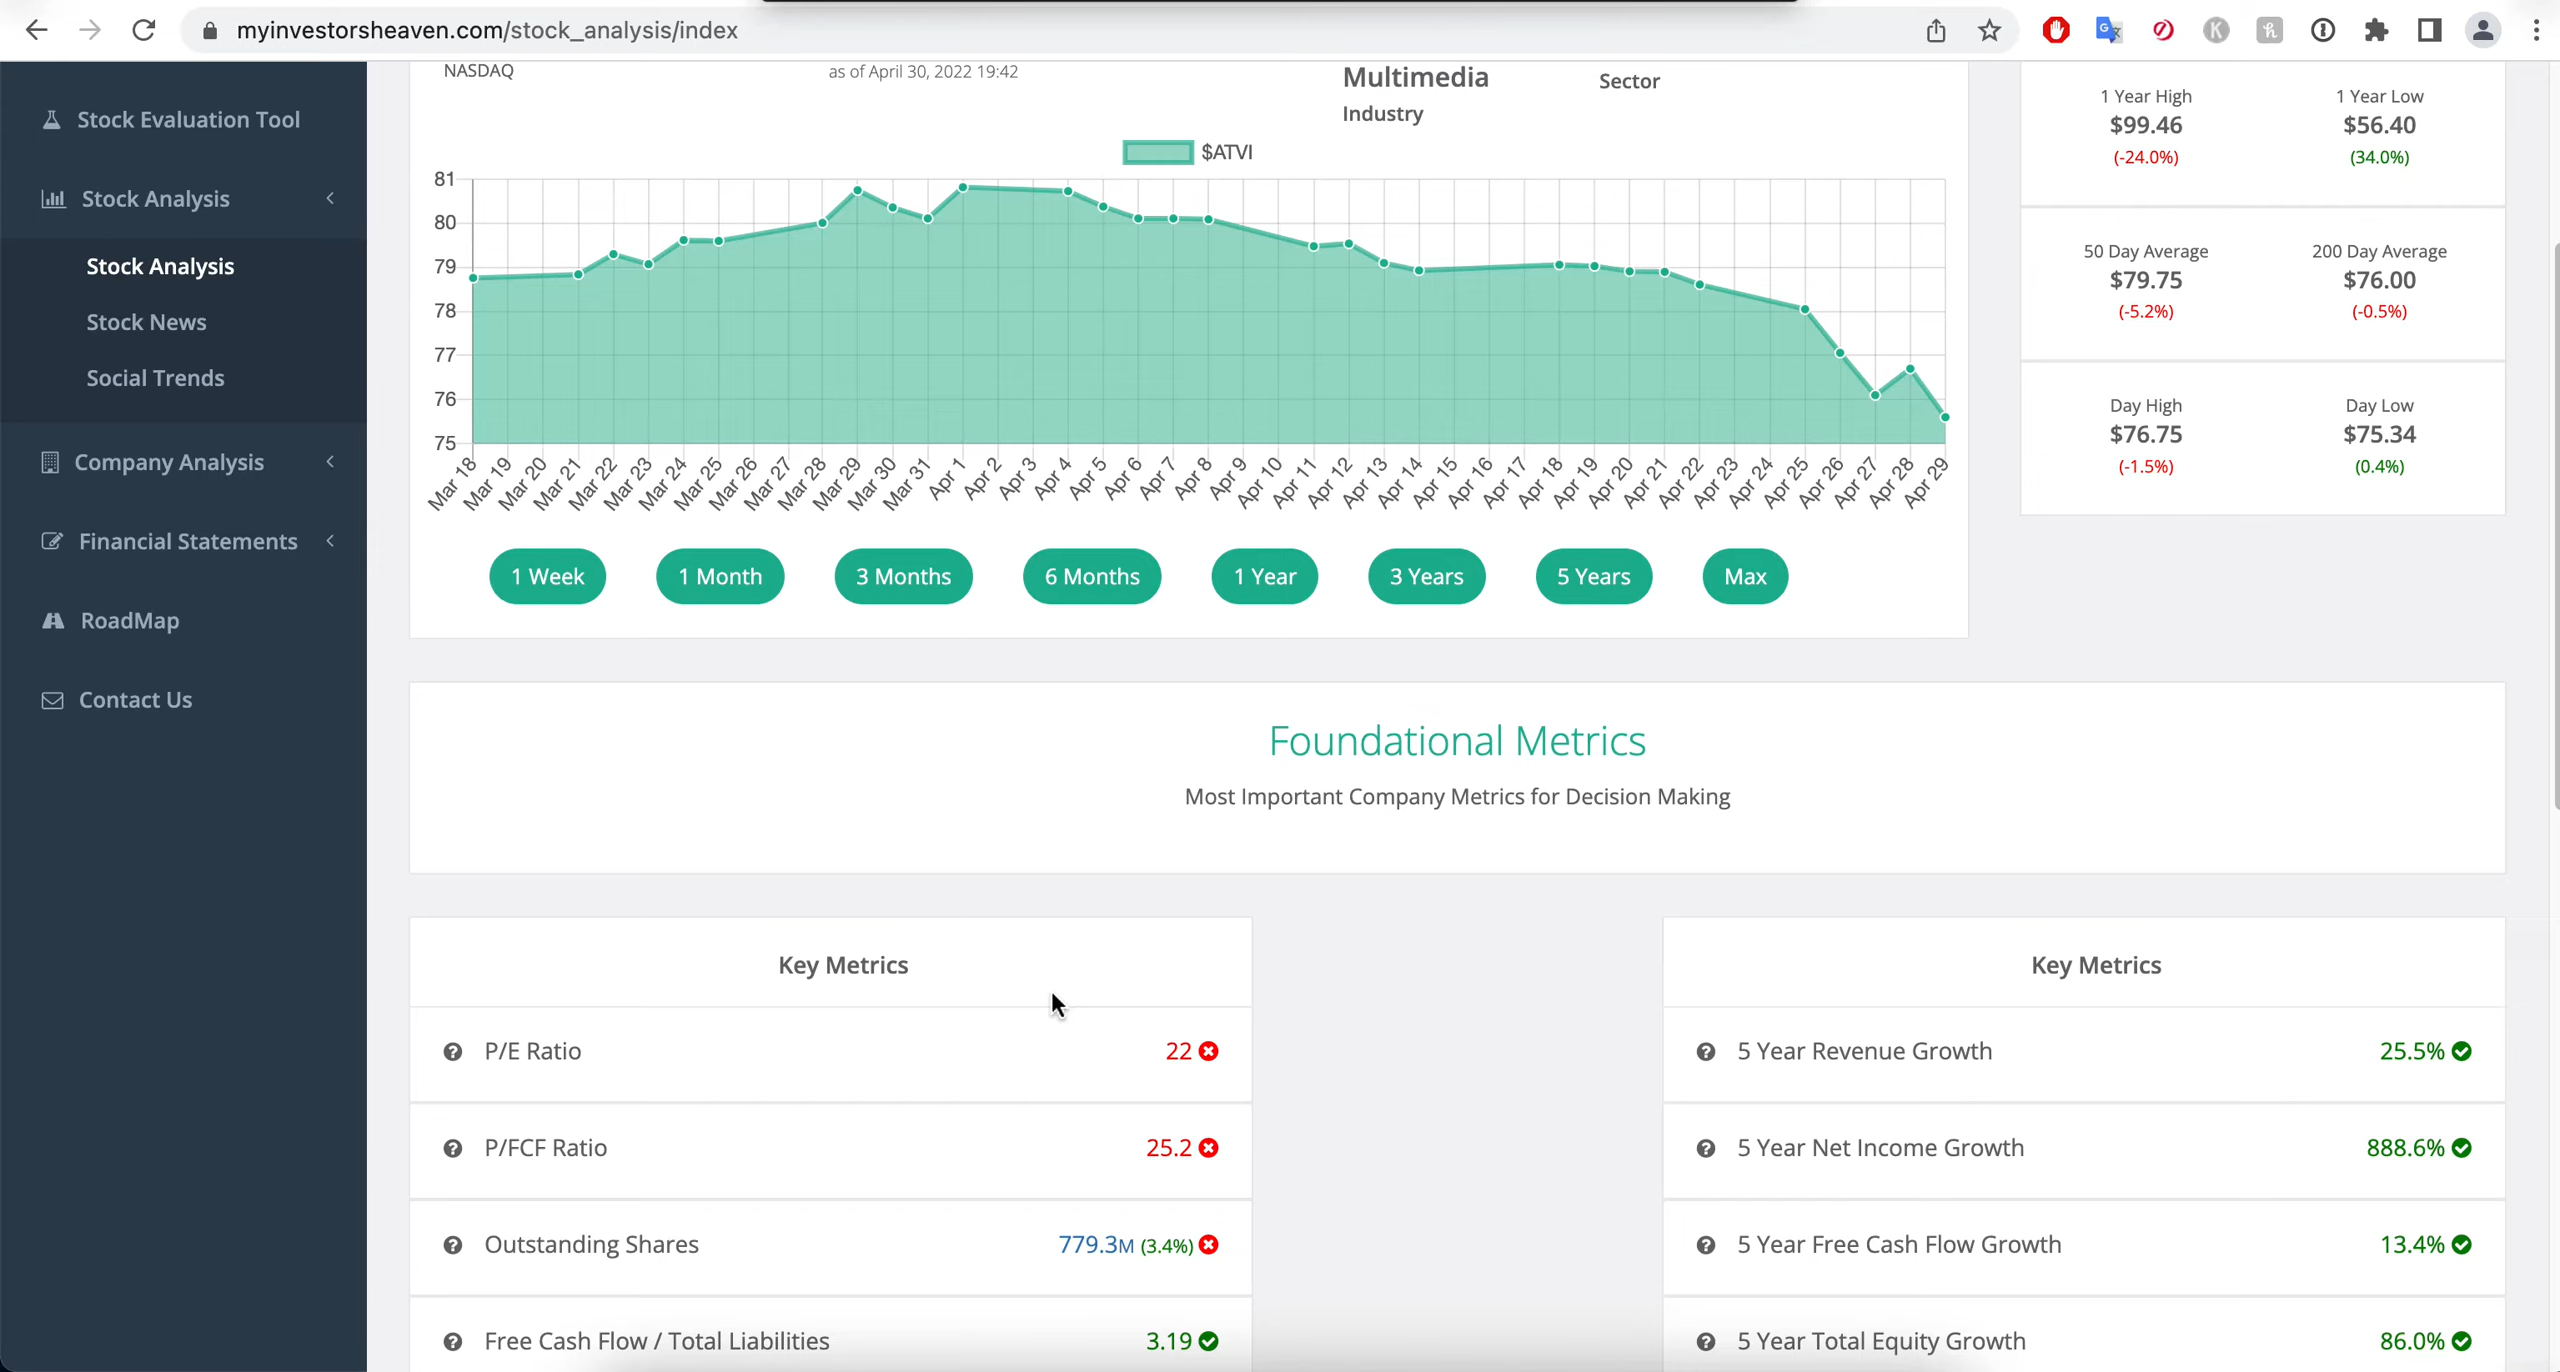 myinvestorsheaven.com/stock_analysis/index
Stock Evaluation Tool
Stock Analysis
Stock Analysis
Stock News
Social Trends
Company Analysis
Financial Statements
RoadMap
Contact Us
NASDAQ
as of April 30, 2022 19:42
Multimedia
Industry
Sector
$ATVI
81
80
79
78
77
76
75
Mar 18
Mar 19
Mar 20
Mar 21
Mar 22
Mar 23
Mar 24
Mar 25
Mar 26
Mar 27
Mar 28
Mar 29
Mar 30
Mar 31
Apr 1
Apr 2
Apr 3
Apr 4
Apr 5
Apr 6
Apr 7
Apr 8
Apr 9
Apr 10
Apr 11
Apr 12
Apr 13
Apr 14
Apr 15
Apr 16
Apr 17
Apr 18
Apr 19
Apr 20
Apr 21
Apr 22
Apr 23
Apr 24
Apr 25
Apr 26
Apr 27
Apr 28
Apr 29
1 Week
1 Month
3 Months
6 Months
1 Year
3 Years
5 Years
Max
1 Year High
$99.46
(-24.0%)
1 Year Low
$56.40
(34.0%)
50 Day Average
$79.75
(-5.2%)
200 Day Average
$76.00
(-0.5%)
Day High
$76.75
(-1.5%)
Day Low
$75.34
(0.4%)
Foundational Metrics
Most Important Company Metrics for Decision Making
Key Metrics
P/E Ratio 22
P/FCF Ratio 25.2
Outstanding Shares 779.3M (3.4%)
Free Cash Flow / Total Liabilities 3.19
Key Metrics
5 Year Revenue Growth 25.5%
5 Year Net Income Growth 888.6%
5 Year Free Cash Flow Growth 13.4%
5 Year Total Equity Growth 86.0%